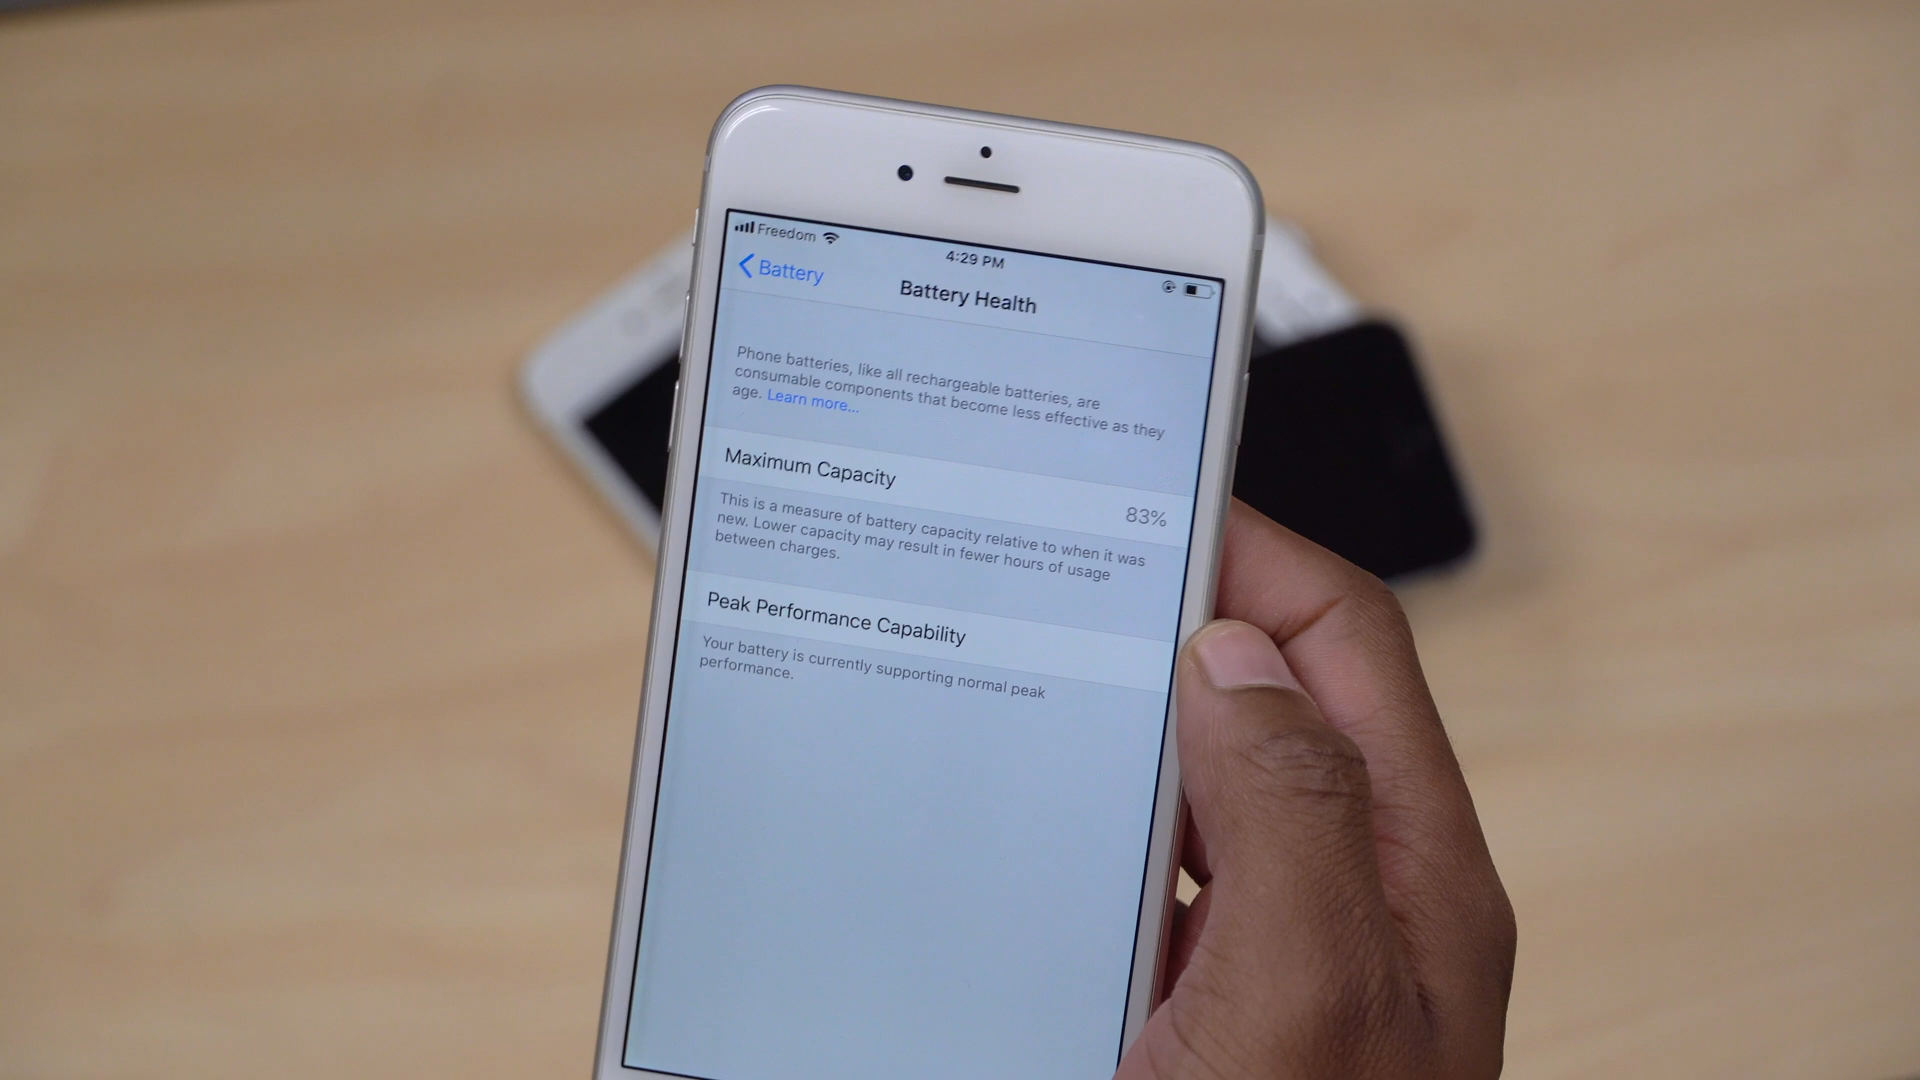 Freedom
4:29 PM
Battery
Battery Health
Phone batteries, like all rechargeable batteries, are
consumable components that become less effective as they
age. Learn more...
Maximum Capacity
83%
This is a measure of battery capacity relative to when it was
new. Lower capacity may result in fewer hours of usage
between charges.
Peak Performance Capability
Your battery is currently supporting normal peak
performance.